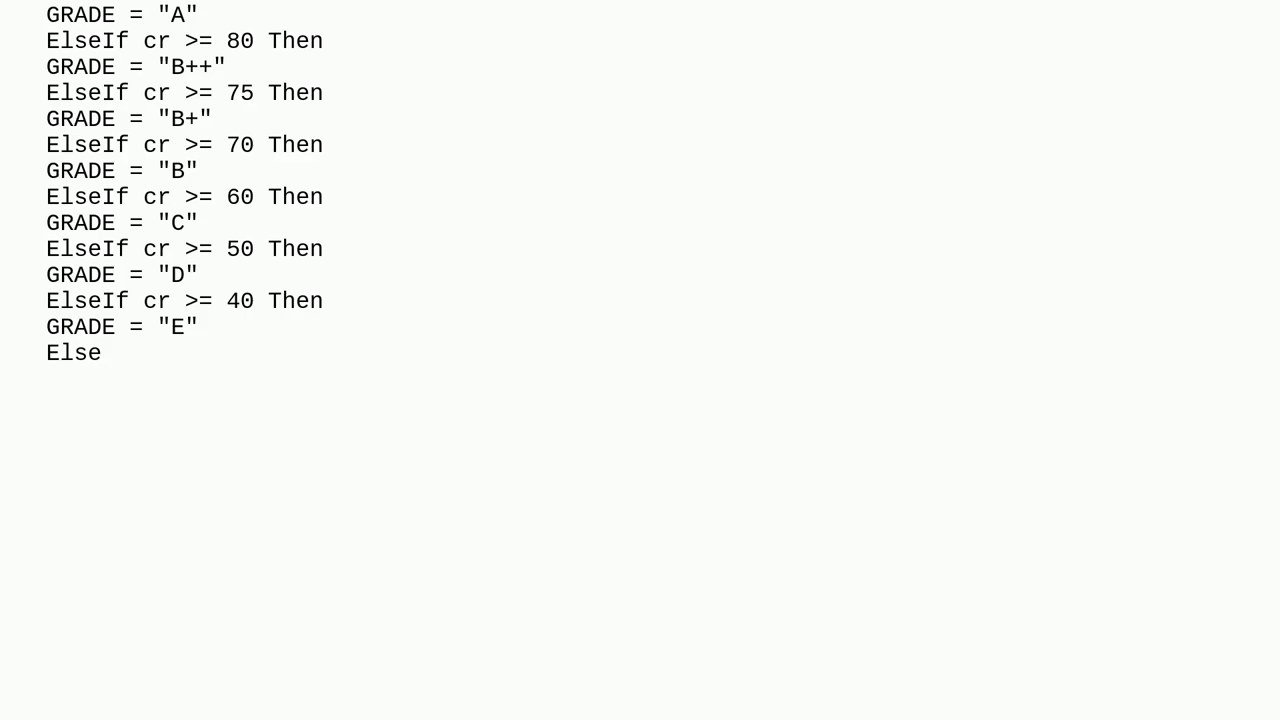 GRADE = "A"
ElseIf cr >= 80 Then
GRADE = "B++"
ElseIf cr >= 75 Then
GRADE = "B+"
ElseIf cr >= 70 Then
GRADE = "B"
ElseIf cr >= 60 Then
GRADE = "C"
ElseIf cr >= 50 Then
GRADE = "D"
ElseIf cr >= 40 Then
GRADE = "E"
Else